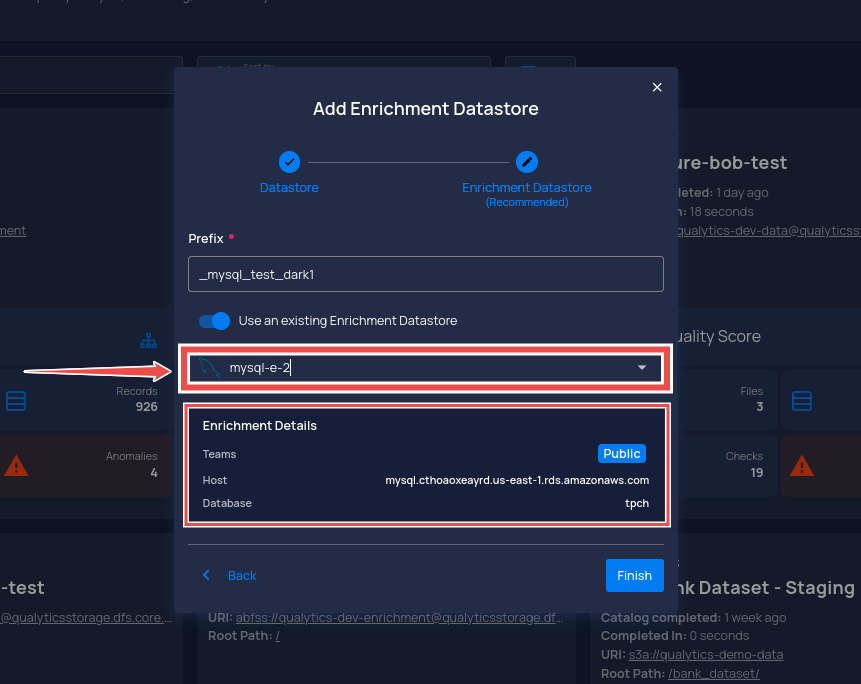 Add Enrichment Datastore
Datastore
Enrichment Datastore
(Recommended)
Prefix •
_mysql_test_dark1
Use an existing Enrichment Datastore
mysql-e-2
Enrichment Details
Teams Public
Host mysql.cthoaoxeayrd.us-east-1.rds.amazonaws.com
Database tpch
Back Finish
ure-bob-test
leted: 1 day ago
n: 18 seconds
qualytics-dev-data@qualyticss
ment
uality Score
Records
926
Files
3
Anomalies
4
Checks
19
-test
@qualyticsstorage.dfs.core....
URI: abfss://qualytics-dev-enrichment@qualyticsstorage.df...
Root Path: /
nk Dataset - Staging
Catalog completed: 1 week ago
Completed In: 0 seconds
URI: s3a://qualytics-demo-data
Root Path: /bank_dataset/